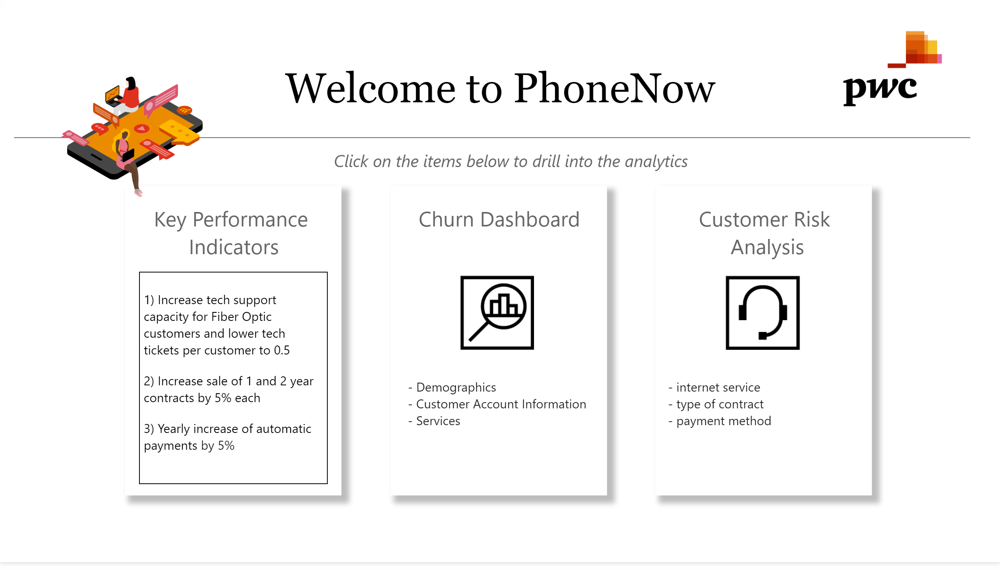 Welcome to PhoneNow
pwc
Click on the items below to drill into the analytics
Key Performance
Indicators
1) Increase tech support
capacity for Fiber Optic
customers and lower tech
tickets per customer to 0.5
2) Increase sale of 1 and 2 year
contracts by 5% each
3) Yearly increase of automatic
payments by 5%
Churn Dashboard
- Demographics
- Customer Account Information
- Services
Customer Risk
Analysis
- internet service
- type of contract
- payment method